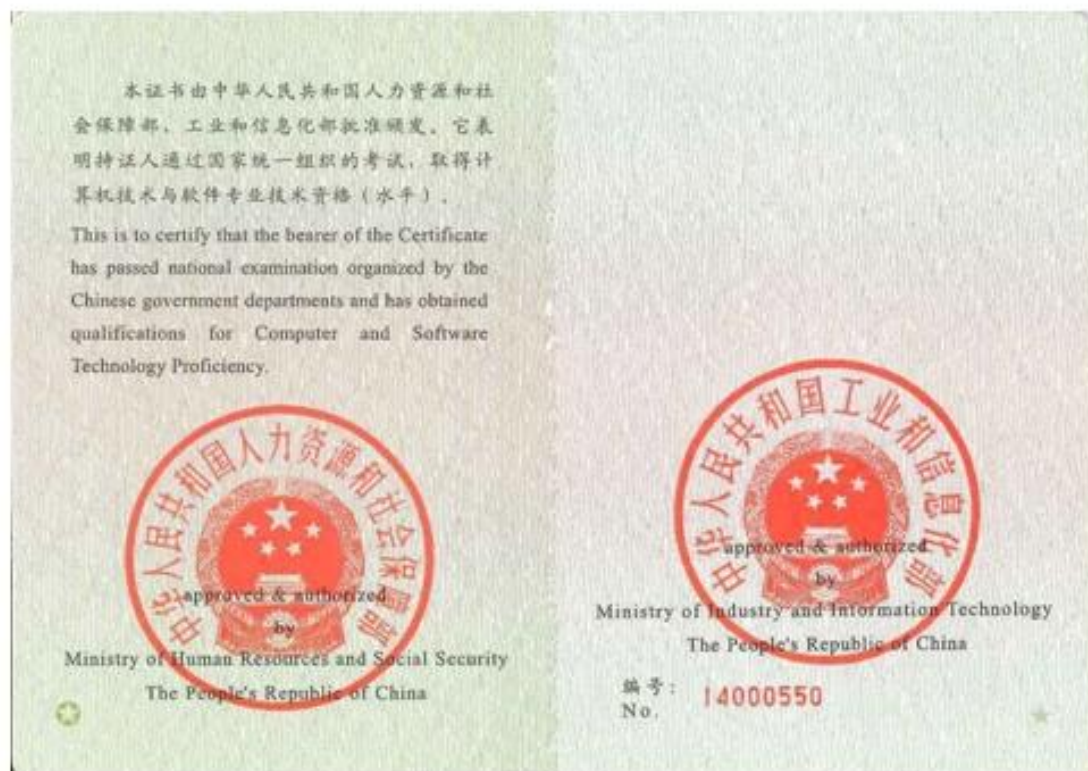 本证书由中华人民共和国人力资源和社
会保障部、工业和信息化部批准颁发。它表
明持证人通过国家统一组织的考试，取得计
算机技术与软件专业技术资格（水平）。
This is to certify that the bearer of the Certificate
has passed national examination organized by the
Chinese government departments and has obtained
qualifications for Computer and Software
Technology Proficiency.
中华人民共和国人力资源和社会保障部
approved & authorized
by
Ministry of Human Resources and Social Security
The People's Republic of China
中华人民共和国工业和信息化部
approved & authorized
by
Ministry of Industry and Information Technology
The People's Republic of China
编号：
No. 14000550